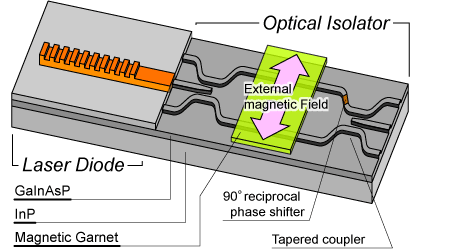 Optical Isolator
External
magnetic Field
Laser Diode
GaInAsP
InP
Magnetic Garnet
90° reciprocal
phase shifter
Tapered coupler